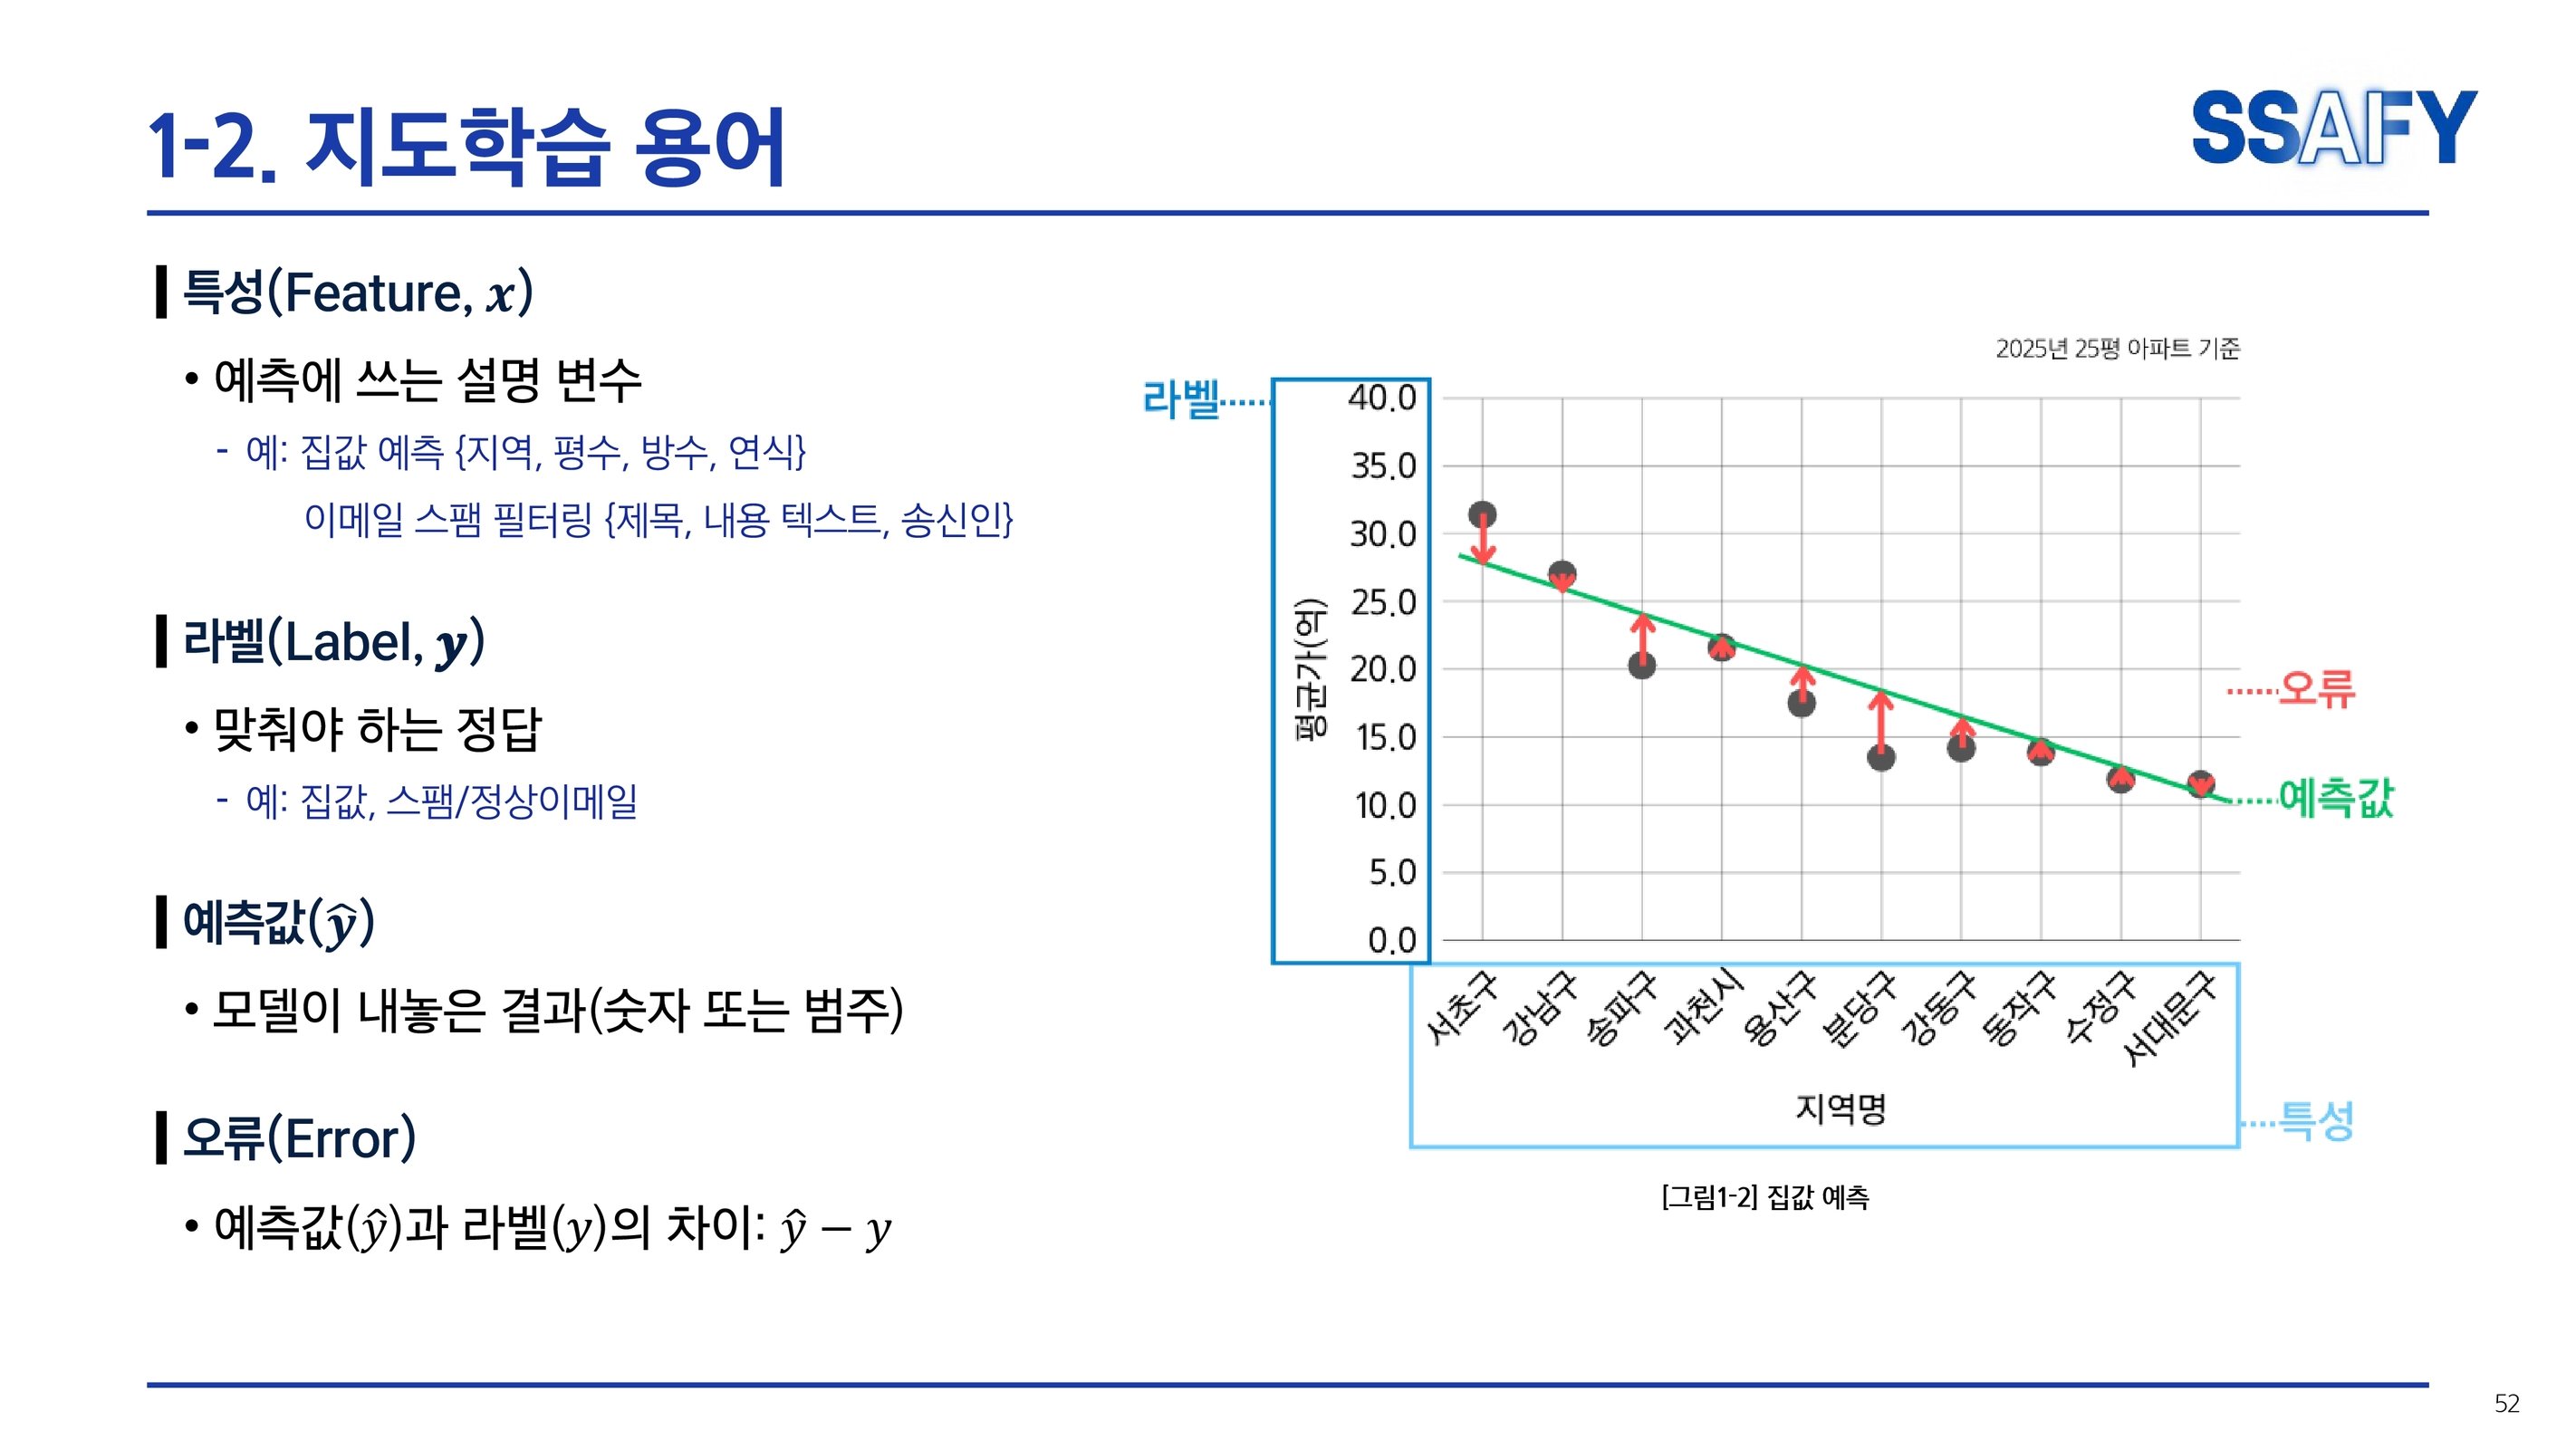 1-2. 지도학습 용어
SSAFY
특성(Feature, x)
• 예측에 쓰는 설명 변수
- 예: 집값 예측 {지역, 평수, 방수, 연식}
이메일 스팸 필터링 {제목, 내용 텍스트, 송신인}
라벨(Label, y)
• 맞춰야 하는 정답
- 예: 집값, 스팸/정상이메일
예측값(ŷ)
• 모델이 내놓은 결과(숫자 또는 범주)
오류(Error)
• 예측값(ŷ)과 라벨(y)의 차이: ŷ − y
2025년 25평 아파트 기준
라벨
40.0
35.0
30.0
25.0
20.0
15.0
10.0
5.0
0.0
평균가(억)
오류
예측값
서초구
강남구
송파구
과천시
용산구
분당구
강동구
동작구
수정구
서대문구
지역명
특성
[그림1-2] 집값 예측
52